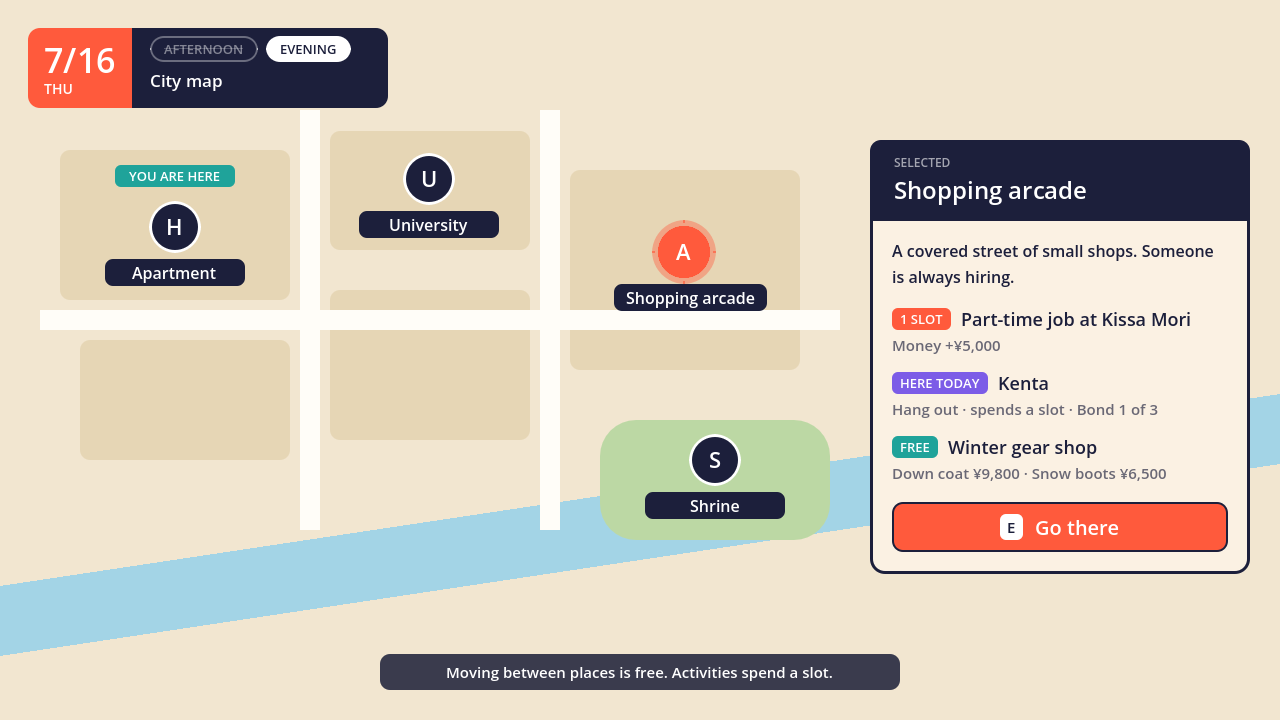 7/16
THU
AFTERNOON
EVENING
City map
YOU ARE HERE
H
Apartment
U
University
A
Shopping arcade
S
Shrine
SELECTED
Shopping arcade
A covered street of small shops. Someone
is always hiring.
1 SLOT Part-time job at Kissa Mori
Money +¥5,000
HERE TODAY Kenta
Hang out · spends a slot · Bond 1 of 3
FREE Winter gear shop
Down coat ¥9,800 · Snow boots ¥6,500
E Go there
Moving between places is free. Activities spend a slot.